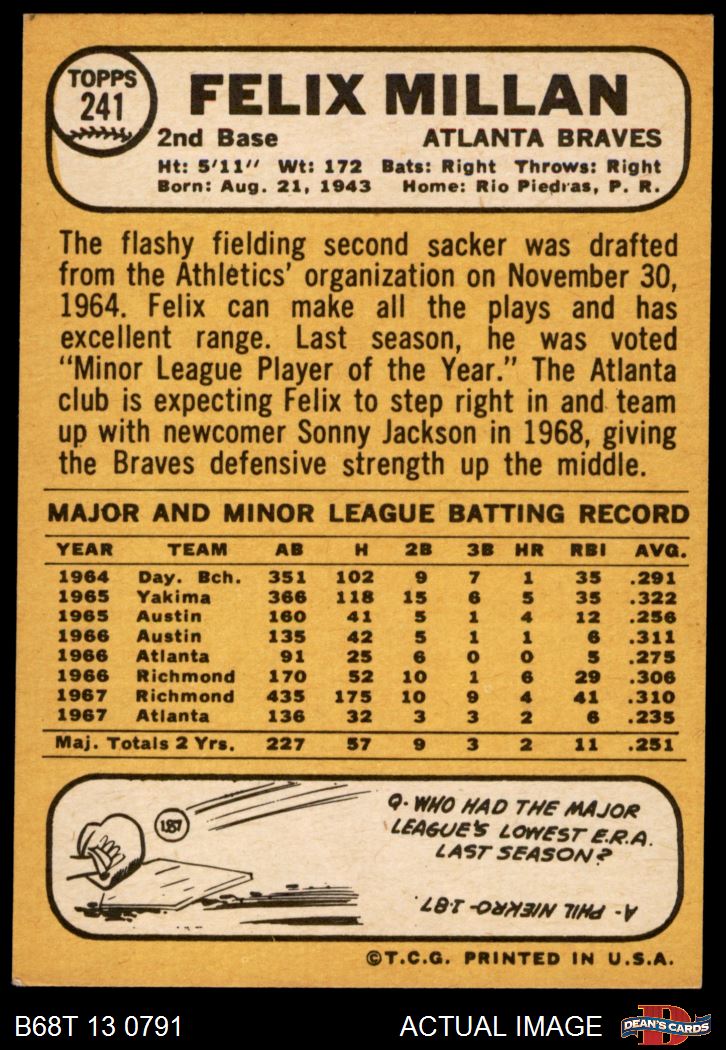 TOPPS
241
FELIX MILLAN
2nd Base ATLANTA BRAVES
Ht: 5'11" Wt: 172 Bats: Right Throws: Right
Born: Aug. 21, 1943 Home: Rio Piedras, P. R.
The flashy fielding second sacker was drafted
from the Athletics' organization on November 30,
1964. Felix can make all the plays and has
excellent range. Last season, he was voted
"Minor League Player of the Year." The Atlanta
club is expecting Felix to step right in and team
up with newcomer Sonny Jackson in 1968, giving
the Braves defensive strength up the middle.
MAJOR AND MINOR LEAGUE BATTING RECORD
YEAR TEAM AB H 2B 3B HR RBI AVG.
1964 Day. Bch. 351 102 9 7 1 35 .291
1965 Yakima 366 118 15 6 5 35 .322
1965 Austin 160 41 5 1 4 12 .256
1966 Austin 135 42 5 1 1 6 .311
1966 Atlanta 91 25 6 0 0 5 .275
1966 Richmond 170 52 10 1 6 29 .306
1967 Richmond 435 175 10 9 4 41 .310
1967 Atlanta 136 32 3 3 2 6 .235
Maj. Totals 2 Yrs. 227 57 9 3 2 11 .251
1.87
Q- WHO HAD THE MAJOR
LEAGUE'S LOWEST E.R.A.
LAST SEASON?
A- PHIL NIEKRO-1.87
©T.C.G. PRINTED IN U.S.A.
B68T 13 0791 ACTUAL IMAGE
D
DEAN'S CARDS